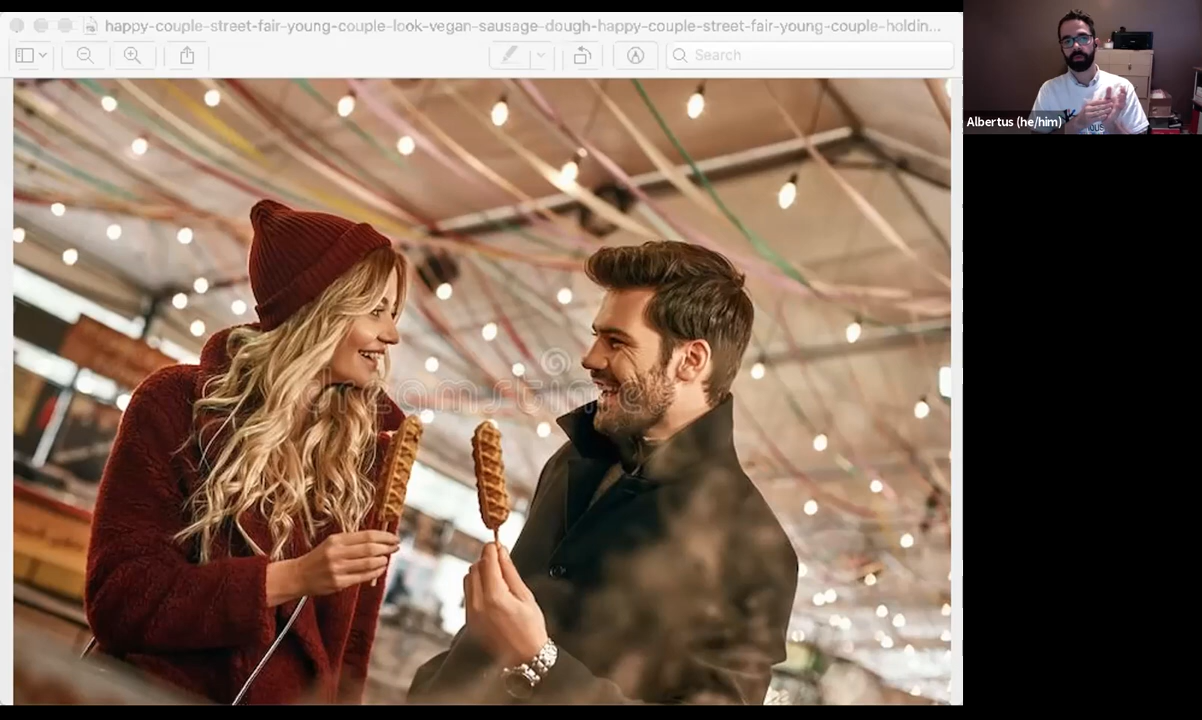 happy-couple-street-fair-young-couple-look-vegan-sausage-dough-happy-couple-street-fair-young-couple-holdin...
Search
Albertus (he/him)
dreamstime